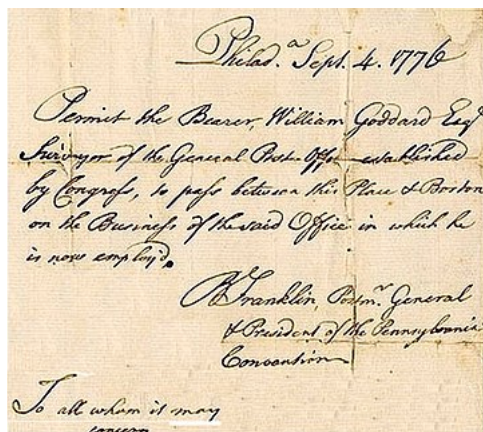 Philad.ª Sept. 4. 1776
Permit the Bearer, William Goddard Esqr
Surveyor of the General Post Office established
by Congress, to pass between this Place & Boston
on the Business of the said Office in which he
is now employ'd.
B Franklin, Postmr. General
& President of the Pennsylvania
Convention
To all whom it may
concern